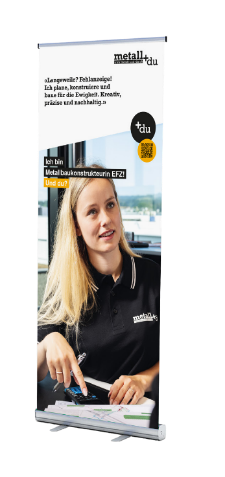 metall+du
«Langeweile? Fehlanzeige!
Ich plane, konstruiere und
baue für die Ewigkeit. Kreativ,
präzise und nachhaltig.»
+du
Ich bin
Metallbaukonstrukteurin EFZ!
Und du?
metall+du